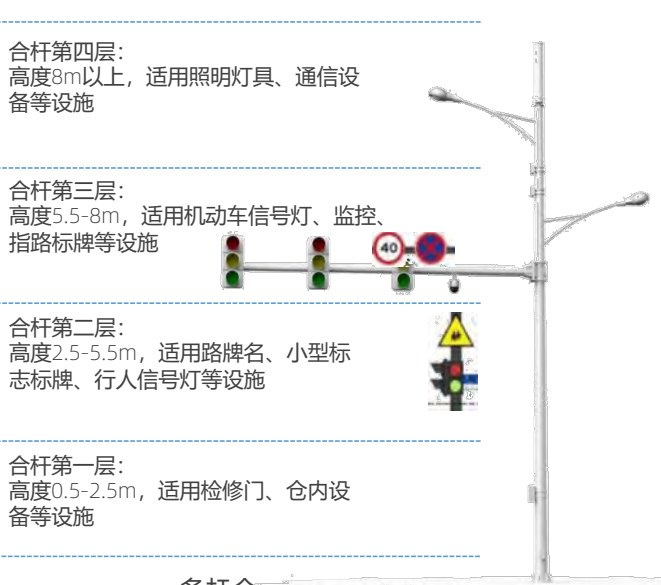 合杆第四层：
高度8m以上，适用照明灯具、通信设
备等设施
合杆第三层：
高度5.5-8m，适用机动车信号灯、监控、
指路标牌等设施
40
合杆第二层：
高度2.5-5.5m，适用路牌名、小型标
志标牌、行人信号灯等设施
合杆第一层：
高度0.5-2.5m，适用检修门、仓内设
备等设施